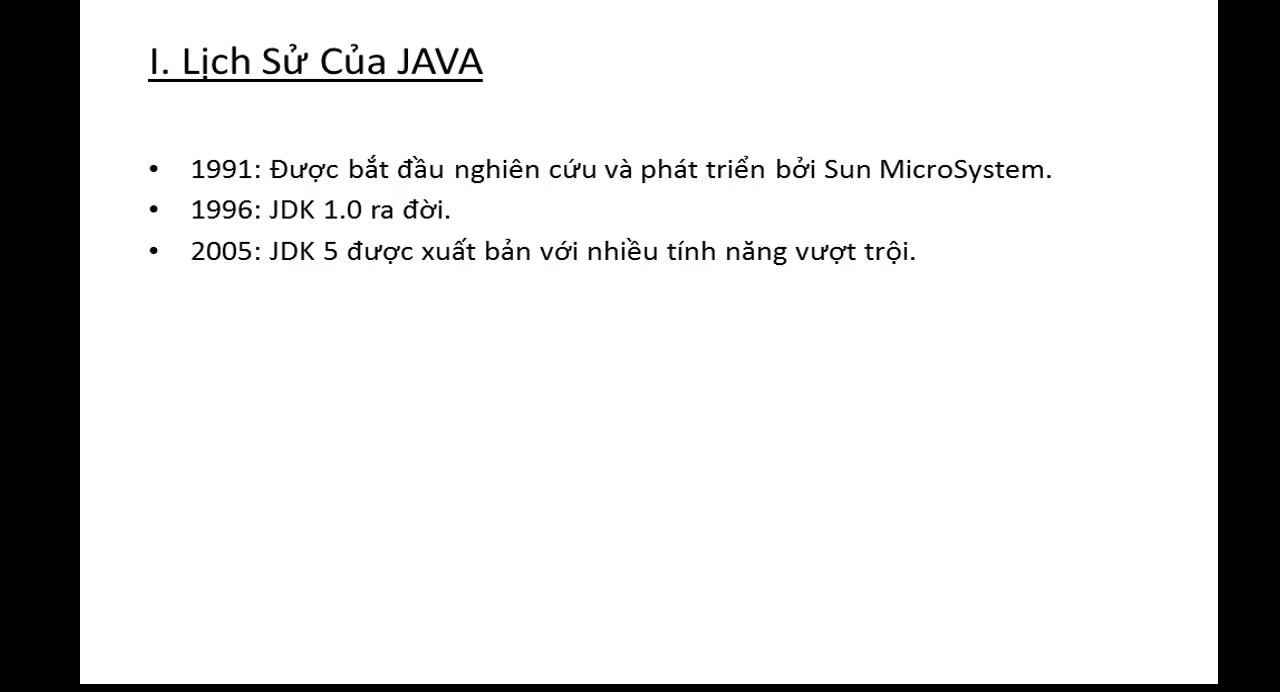 I. Lịch Sử Của JAVA
• 1991: Được bắt đầu nghiên cứu và phát triển bởi Sun MicroSystem.
• 1996: JDK 1.0 ra đời.
• 2005: JDK 5 được xuất bản với nhiều tính năng vượt trội.